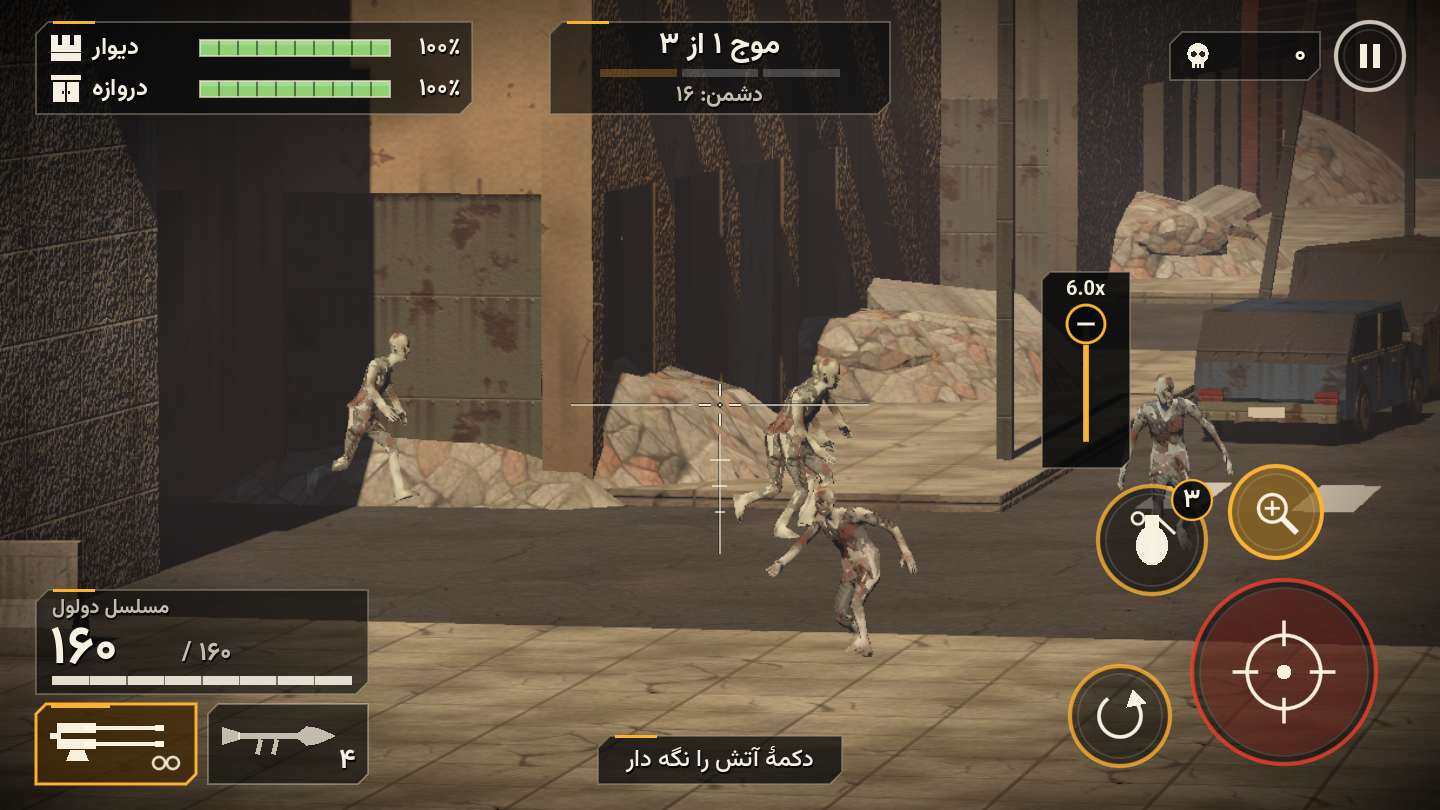 دیوار ۱۰۰٪
دروازه ۱۰۰٪
موج ۱ از ۳
دشمن: ۱۶
۰
6.0x
۳
مسلسل دولول
۱۶۰ / ۱۶۰
∞
۴
دکمهٔ آتش را نگه دار